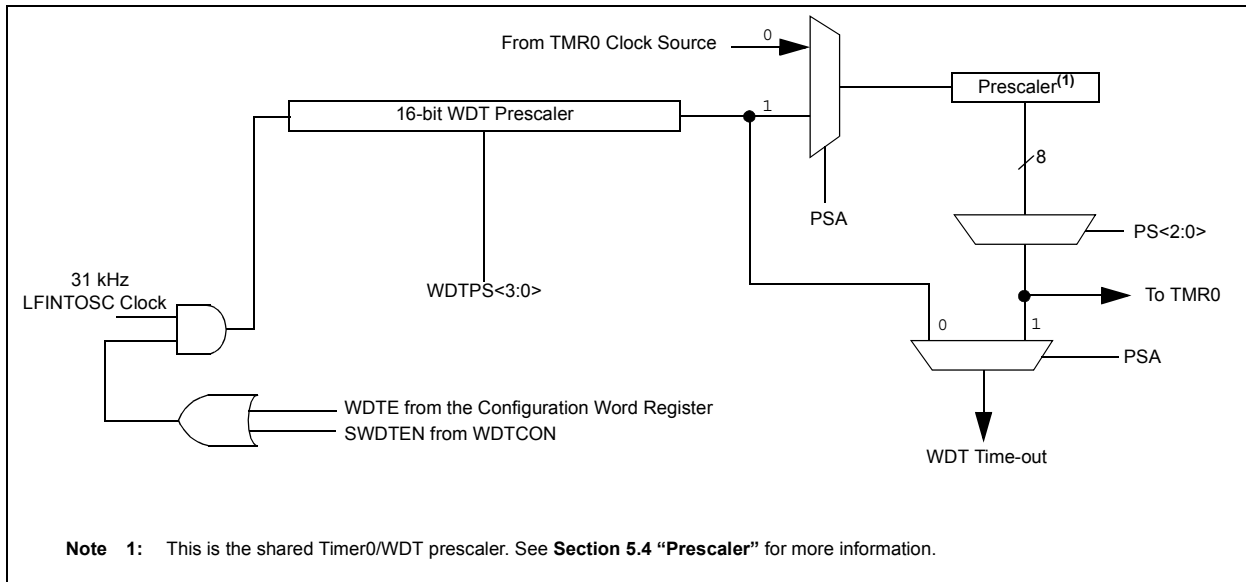 From TMR0 Clock Source
0
Prescaler(1)
16-bit WDT Prescaler
1
8
PSA
PS<2:0>
31 kHz
LFINTOSC Clock
WDTPS<3:0>
To TMR0
0
1
PSA
WDTE from the Configuration Word Register
SWDTEN from WDTCON
WDT Time-out
Note 1: This is the shared Timer0/WDT prescaler. See Section 5.4 “Prescaler” for more information.